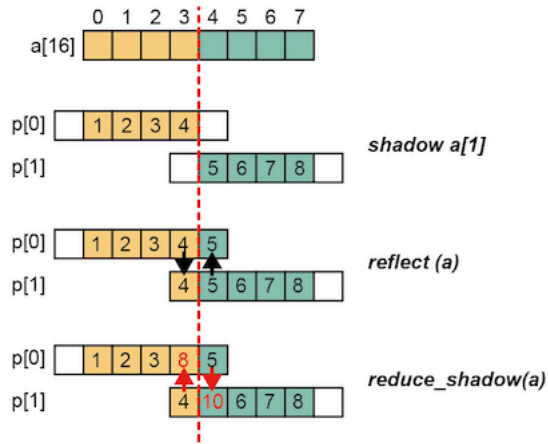 0 1 2 3 4 5 6 7
a[16]
p[0] 1 2 3 4
shadow a[1]
p[1] 5 6 7 8
p[0] 1 2 3 4 5
reflect (a)
p[1] 4 5 6 7 8
p[0] 1 2 3 8 5
reduce_shadow(a)
p[1] 4 10 6 7 8